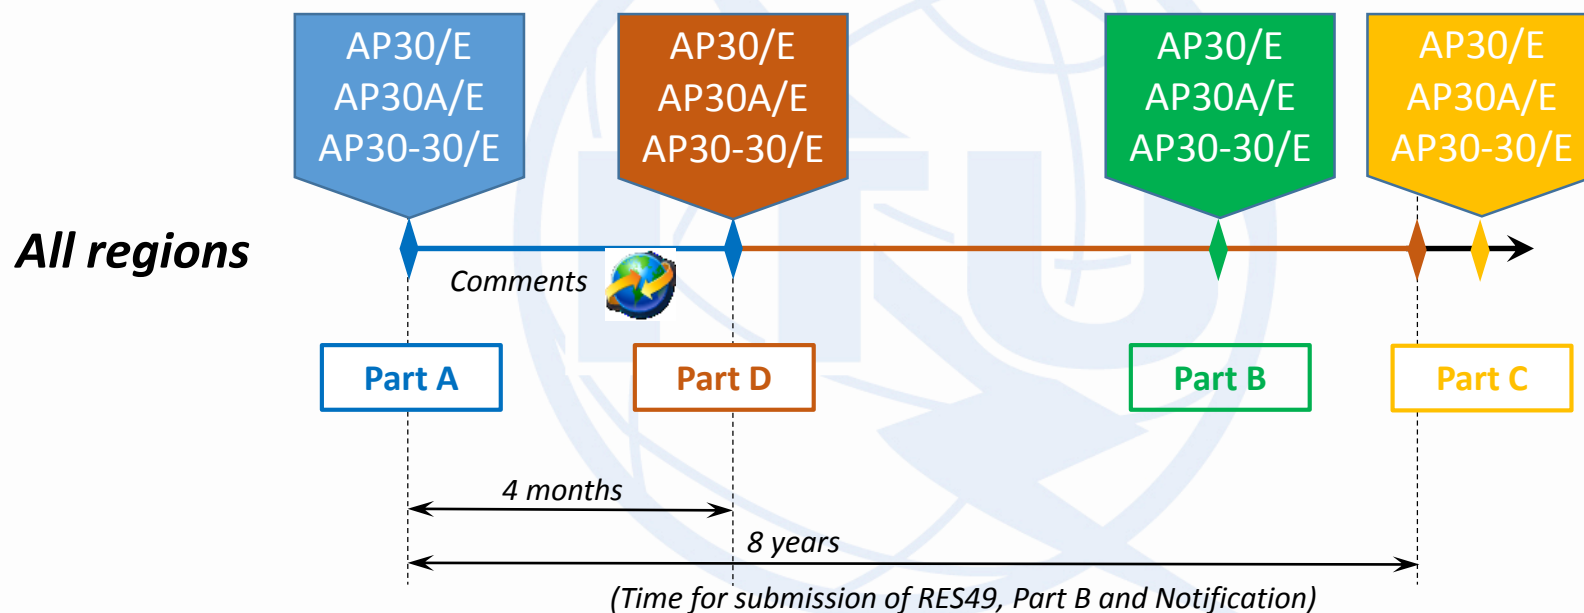 AP30/E
AP30A/E
AP30-30/E
AP30/E
AP30A/E
AP30-30/E
AP30/E
AP30A/E
AP30-30/E
AP30/E
AP30A/E
AP30-30/E
All regions
Comments
Part A
Part D
Part B
Part C
4 months
8 years
(Time for submission of RES49, Part B and Notification)
ITU